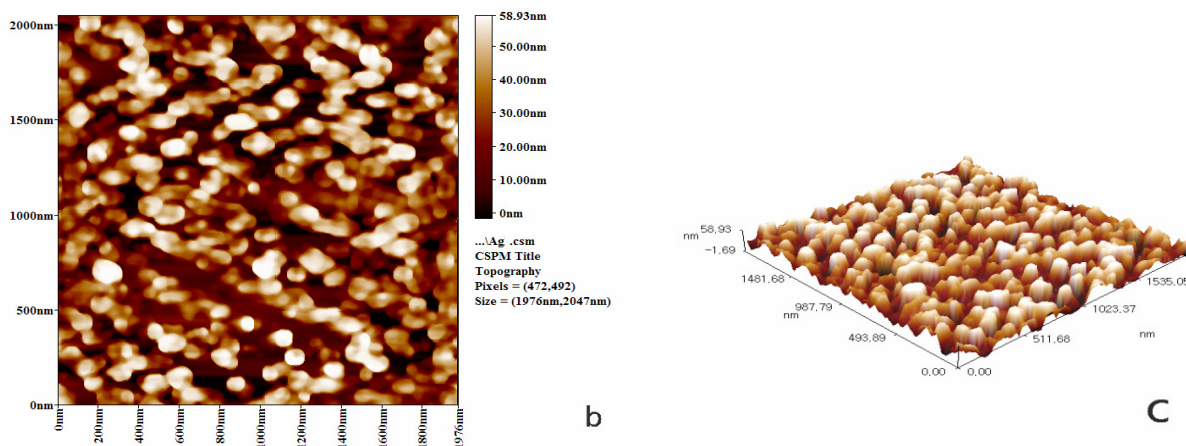 2000nm
1500nm
1000nm
500nm
0nm
0nm
200nm
400nm
600nm
800nm
1000nm
1200nm
1400nm
1600nm
1800nm
1976nm
58.93nm
50.00nm
40.00nm
30.00nm
20.00nm
10.00nm
0nm
...\Ag .csm
CSPM Title
Topography
Pixels = (472,492)
Size = (1976nm,2047nm)
b
58,93
nm
-1.69
1481,68
987,79
nm
493,89
0,00
0,00
511,68
nm
1023,37
1535,05
C